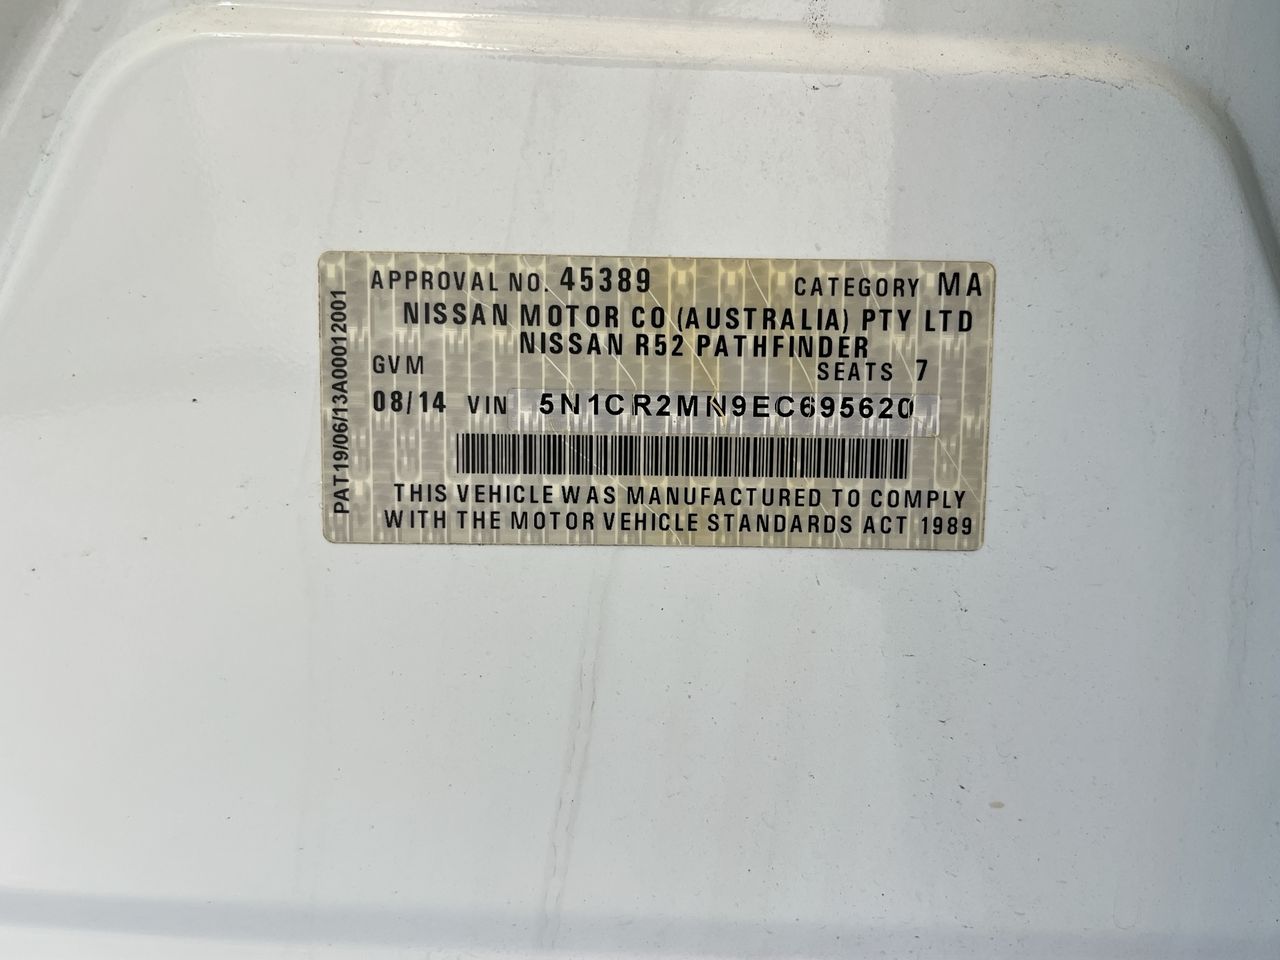 APPROVAL NO. 45389 CATEGORY MA
NISSAN MOTOR CO (AUSTRALIA) PTY LTD
NISSAN R52 PATHFINDER
GVM SEATS 7
08/14 VIN 5N1CR2MN9EC695620
THIS VEHICLE WAS MANUFACTURED TO COMPLY
WITH THE MOTOR VEHICLE STANDARDS ACT 1989
PAT19/06/13A00012001